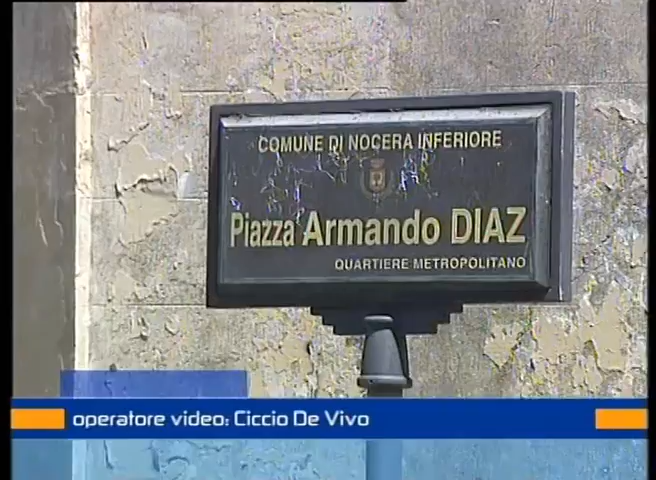 COMUNE DI NOCERA INFERIORE
Piazza Armando DIAZ
QUARTIERE METROPOLITANO
operatore video: Ciccio De Vivo